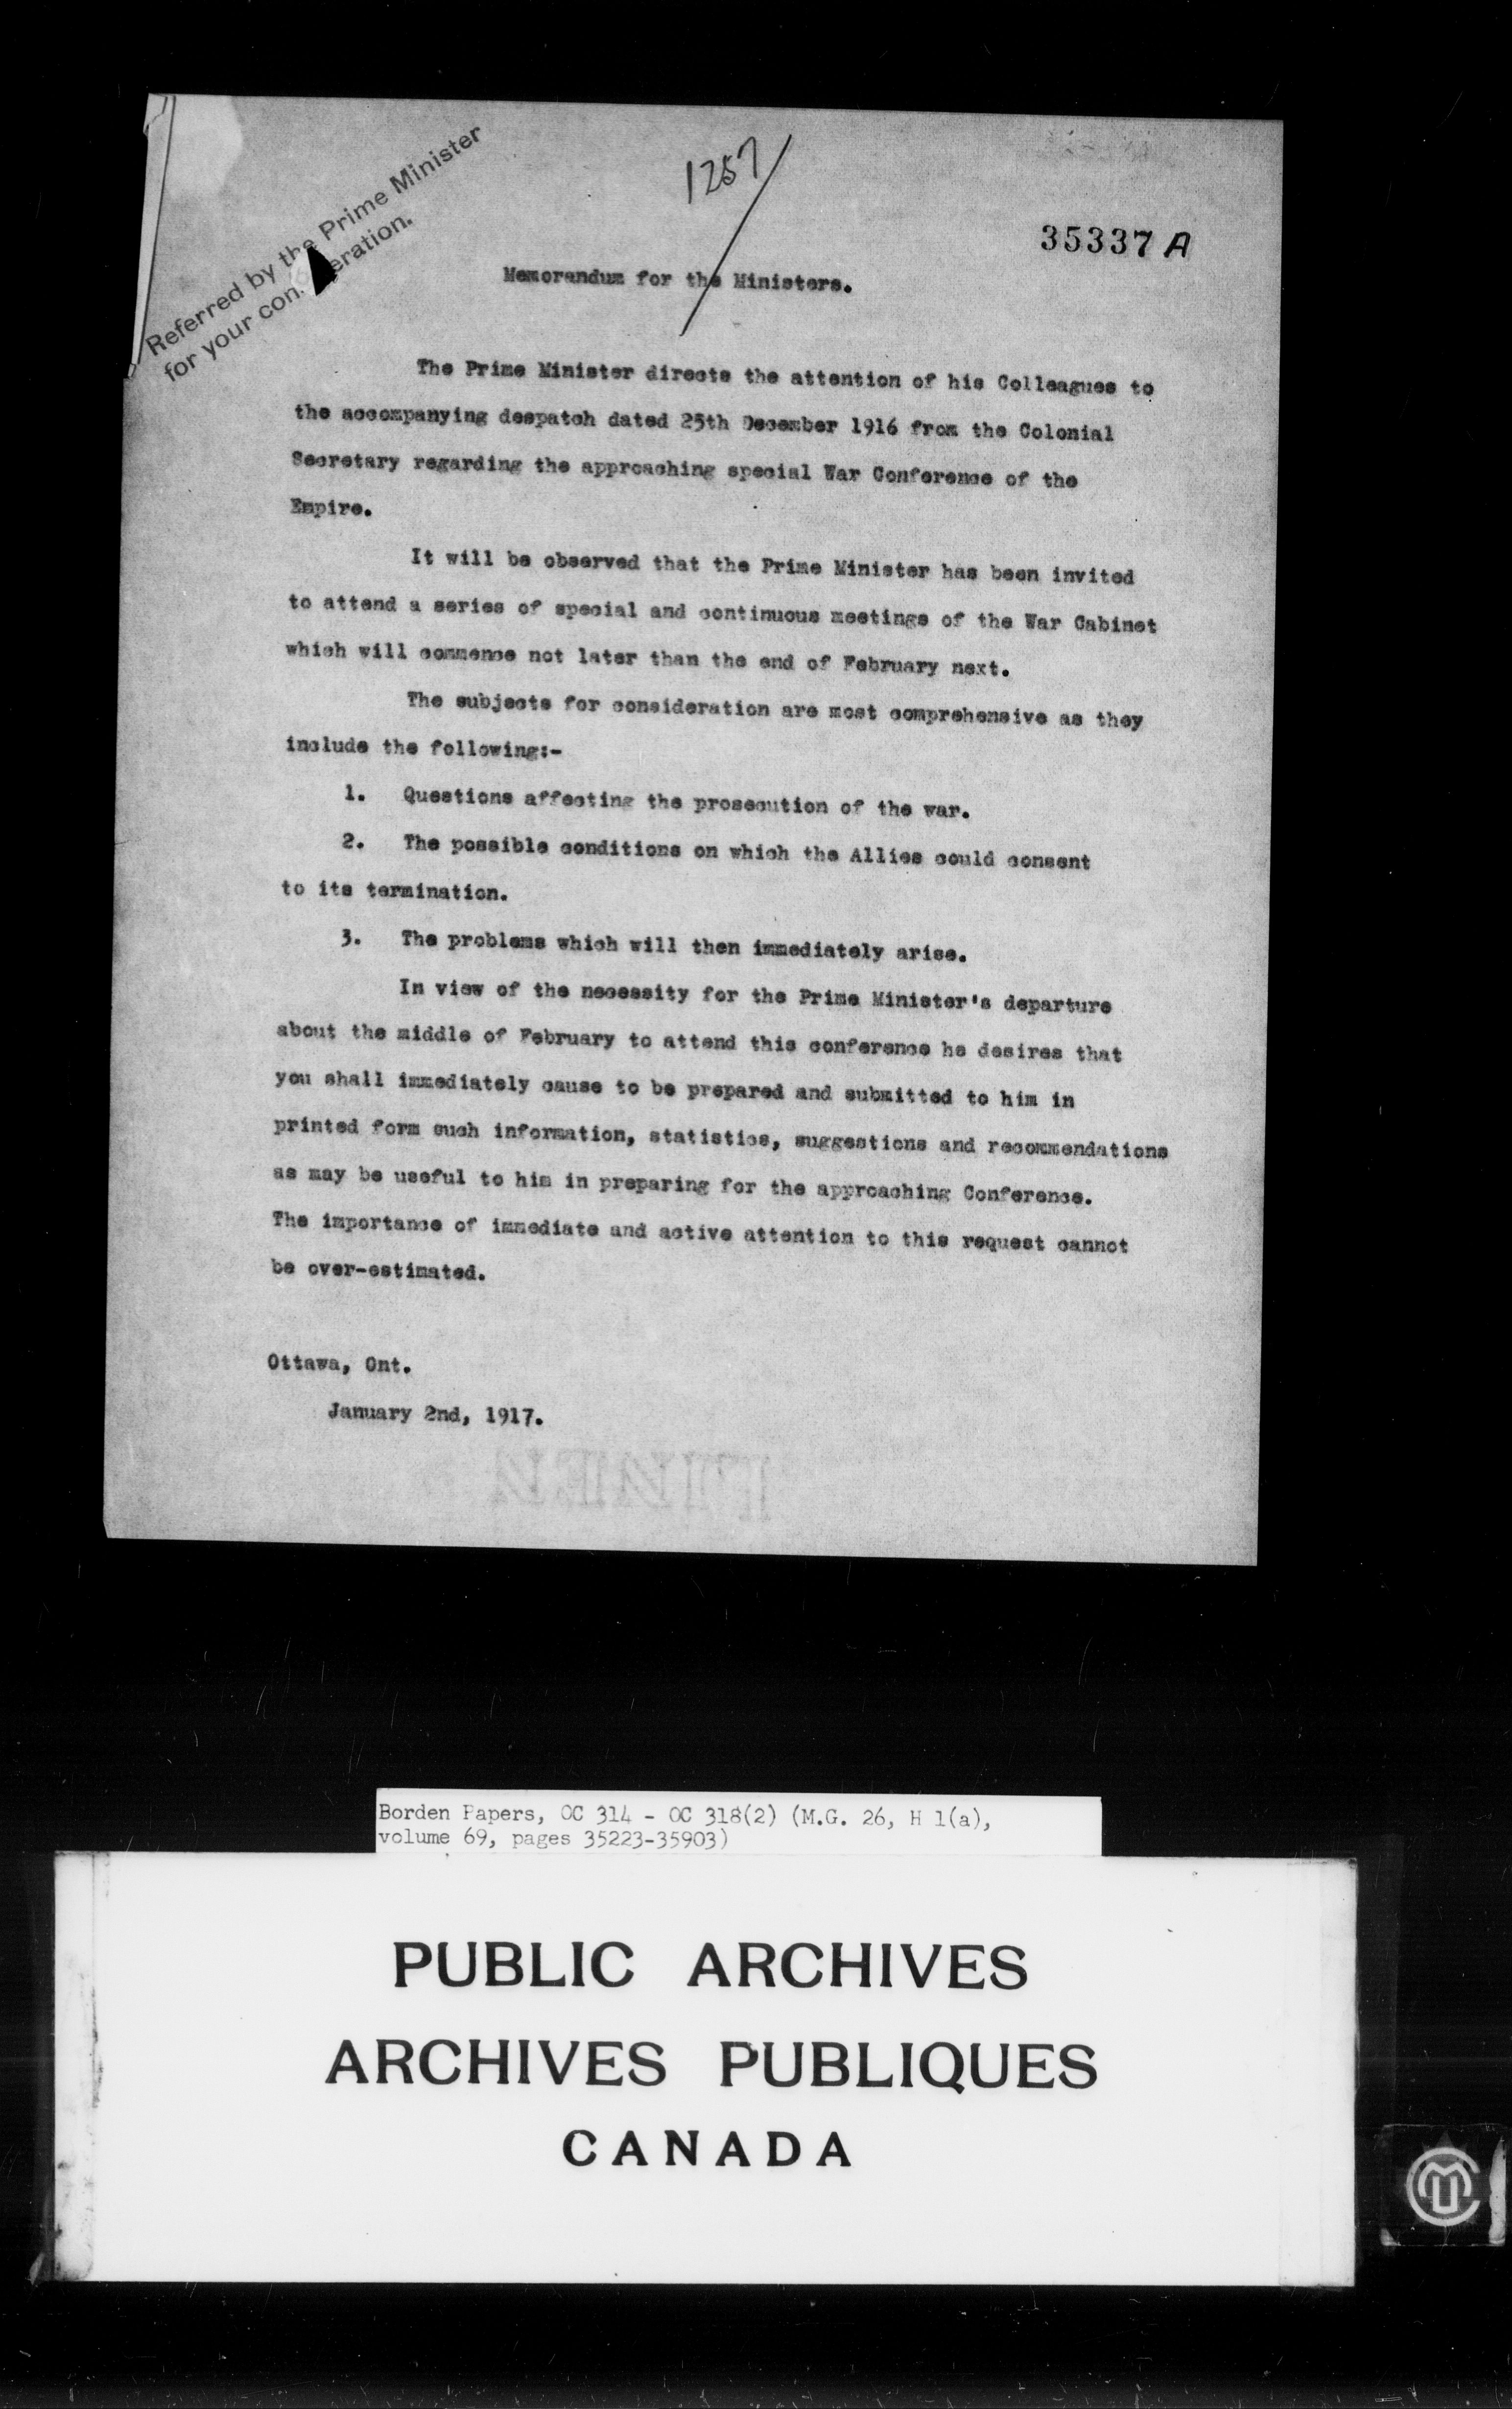 Referred by the Prime Minister
for your con eration.
1257
35337 A
Memorandum for the Ministers.
The Prime Minister directs the attention of his Colleagues to
the accompanying despatch dated 25th December 1916 from the Colonial
Secretary regarding the approaching special War Conference of the
Empire.
It will be observed that the Prime Minister has been invited
to attend a series of special and continuous meetings of the War Cabinet
which will commence not later than the end of February next.
The subjects for consideration are most comprehensive as they
include the following:-
1. Questions affecting the prosecution of the war.
2. The possible conditions on which the Allies could consent
to its termination.
3. The problems which will then immediately arise.
In view of the necessity for the Prime Minister's departure
about the middle of February to attend this conference he desires that
you shall immediately cause to be prepared and submitted to him in
printed form such information, statistics, suggestions and recommendations
as may be useful to him in preparing for the approaching Conference.
The importance of immediate and active attention to this request cannot
be over-estimated.
Ottawa, Ont.
January 2nd, 1917.
LINEN
Borden Papers, OC 314 - OC 318(2) (M.G. 26, H 1(a),
volume 69, pages 35223-35903)
PUBLIC ARCHIVES
ARCHIVES PUBLIQUES
CANADA